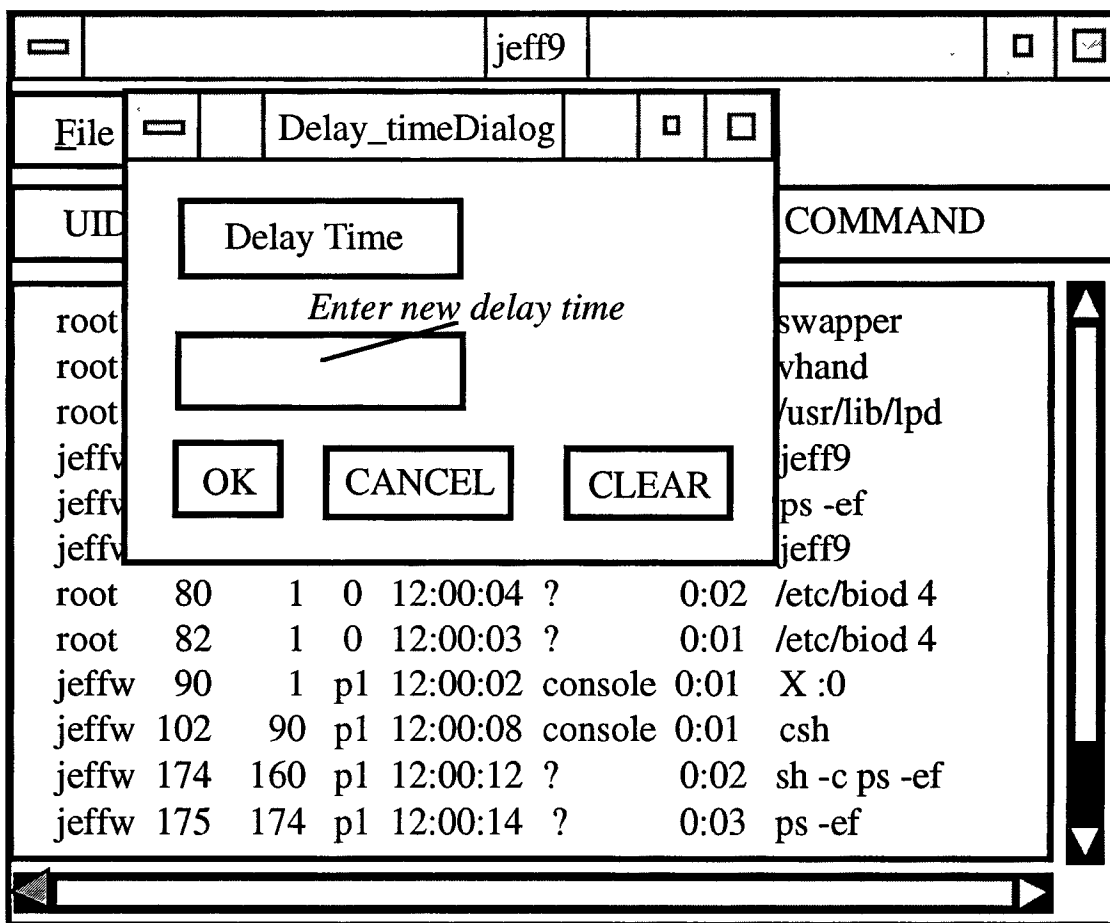 jeff9
File
Delay_timeDialog
UID
COMMAND
Delay Time
Enter new delay time
OK CANCEL CLEAR
root swapper
root vhand
root /usr/lib/lpd
jeffw jeff9
jeffw ps -ef
jeffw jeff9
root 80 1 0 12:00:04 ? 0:02 /etc/biod 4
root 82 1 0 12:00:03 ? 0:01 /etc/biod 4
jeffw 90 1 p1 12:00:02 console 0:01 X :0
jeffw 102 90 p1 12:00:08 console 0:01 csh
jeffw 174 160 p1 12:00:12 ? 0:02 sh -c ps -ef
jeffw 175 174 p1 12:00:14 ? 0:03 ps -ef